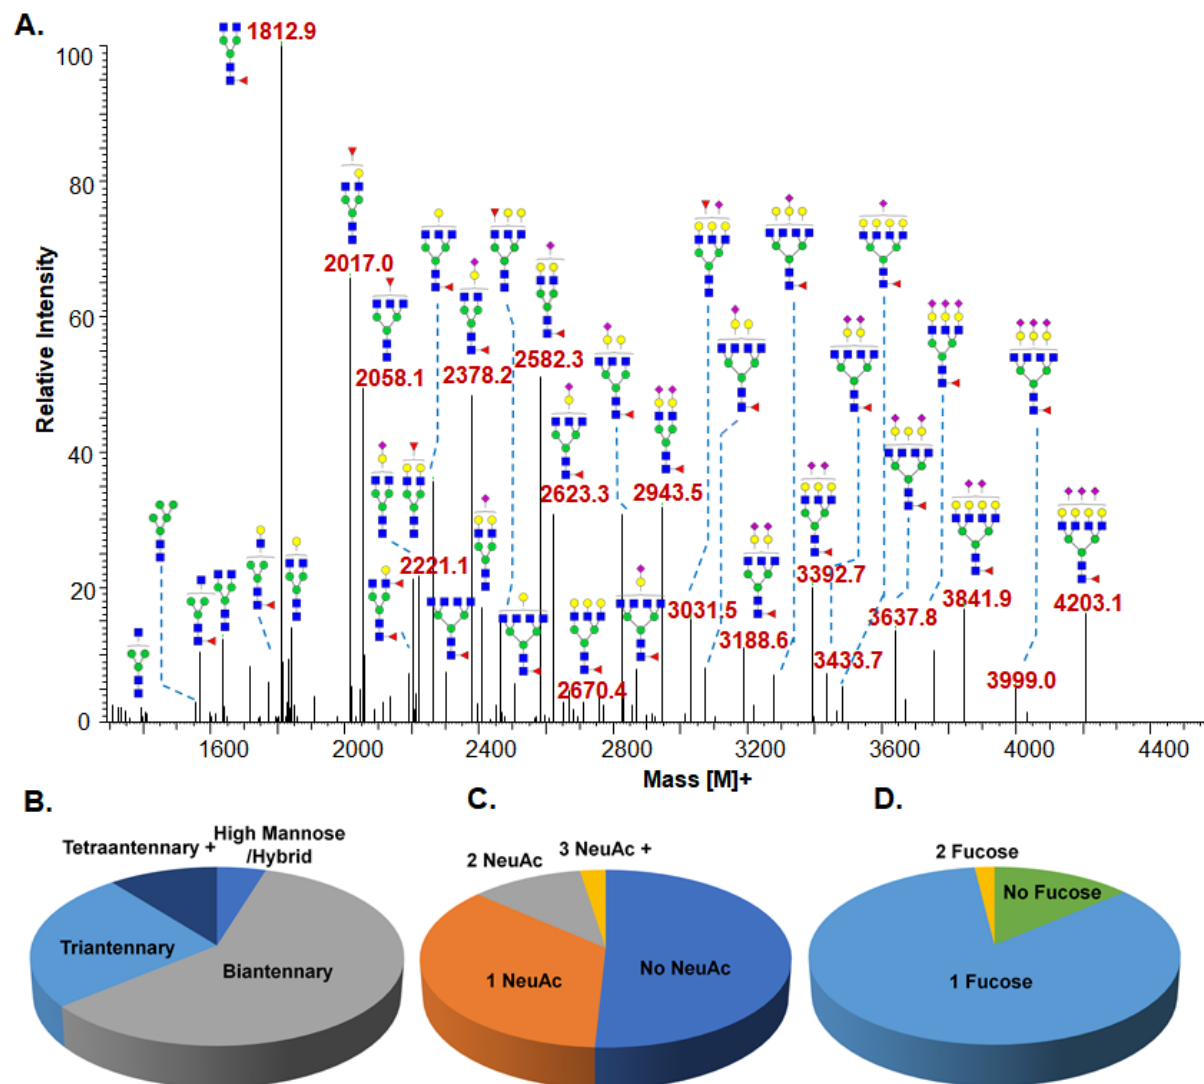 A.
1812.9
100
80
2017.0
60
2058.1
2378.2
2582.3
Relative Intensity
40
2623.3
2943.5
2221.1
3392.7
20
3031.5
3637.8
3841.9
4203.1
3188.6
2670.4
3433.7
3999.0
0
1600
2000
2400
2800
3200
3600
4000
4400
Mass [M]+
B.
Tetraantennary +
High Mannose
/Hybrid
Triantennary
Biantennary
C.
2 NeuAc
3 NeuAc +
1 NeuAc
No NeuAc
D.
2 Fucose
No Fucose
1 Fucose